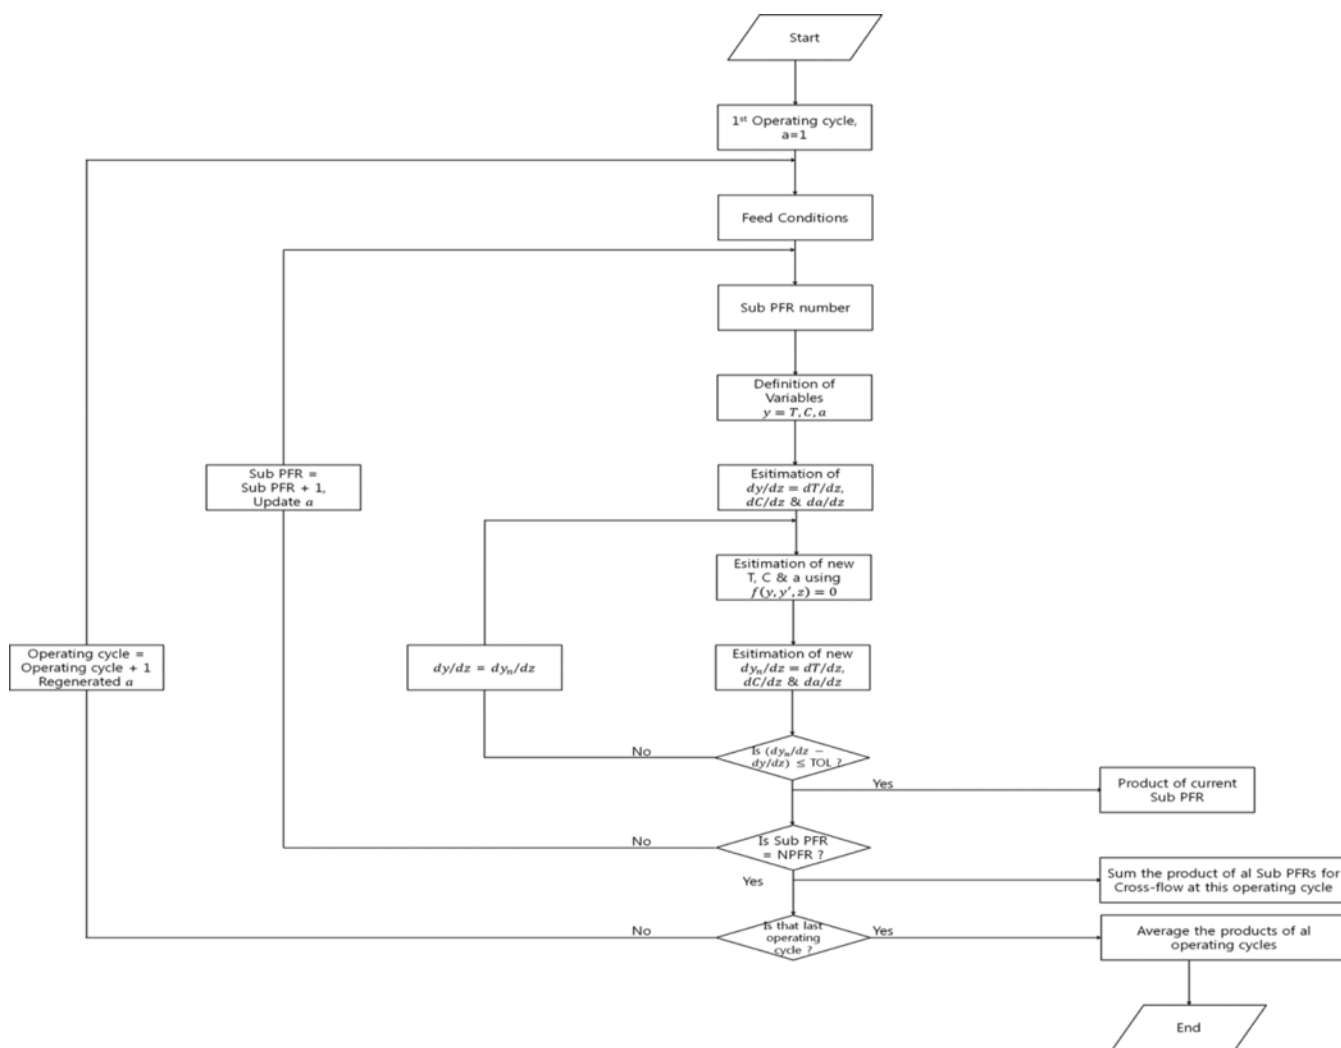 Start
1st Operating cycle,
a=1
Feed Conditions
Sub PFR number
Definition of
Variables
y = T, C, a
Sub PFR =
Sub PFR + 1,
Update a
Esitimation of
dy/dz = dT/dz,
dC/dz & da/dz
Esitimation of new
T, C & a using
f(y, y′, z) = 0
Operating cycle =
Operating cycle + 1
Regenerated a
dy/dz = dyₙ/dz
Esitimation of new
dyₙ/dz = dT/dz,
dC/dz & da/dz
No
Is (dyₙ/dz −
dy/dz) ≤ TOL ?
Yes
Product of current
Sub PFR
No
Is Sub PFR
= NPFR ?
Yes
Sum the product of al Sub PFRs for
Cross-flow at this operating cycle
No
Is that last
operating
cycle ?
Yes
Average the products of al
operating cycles
End